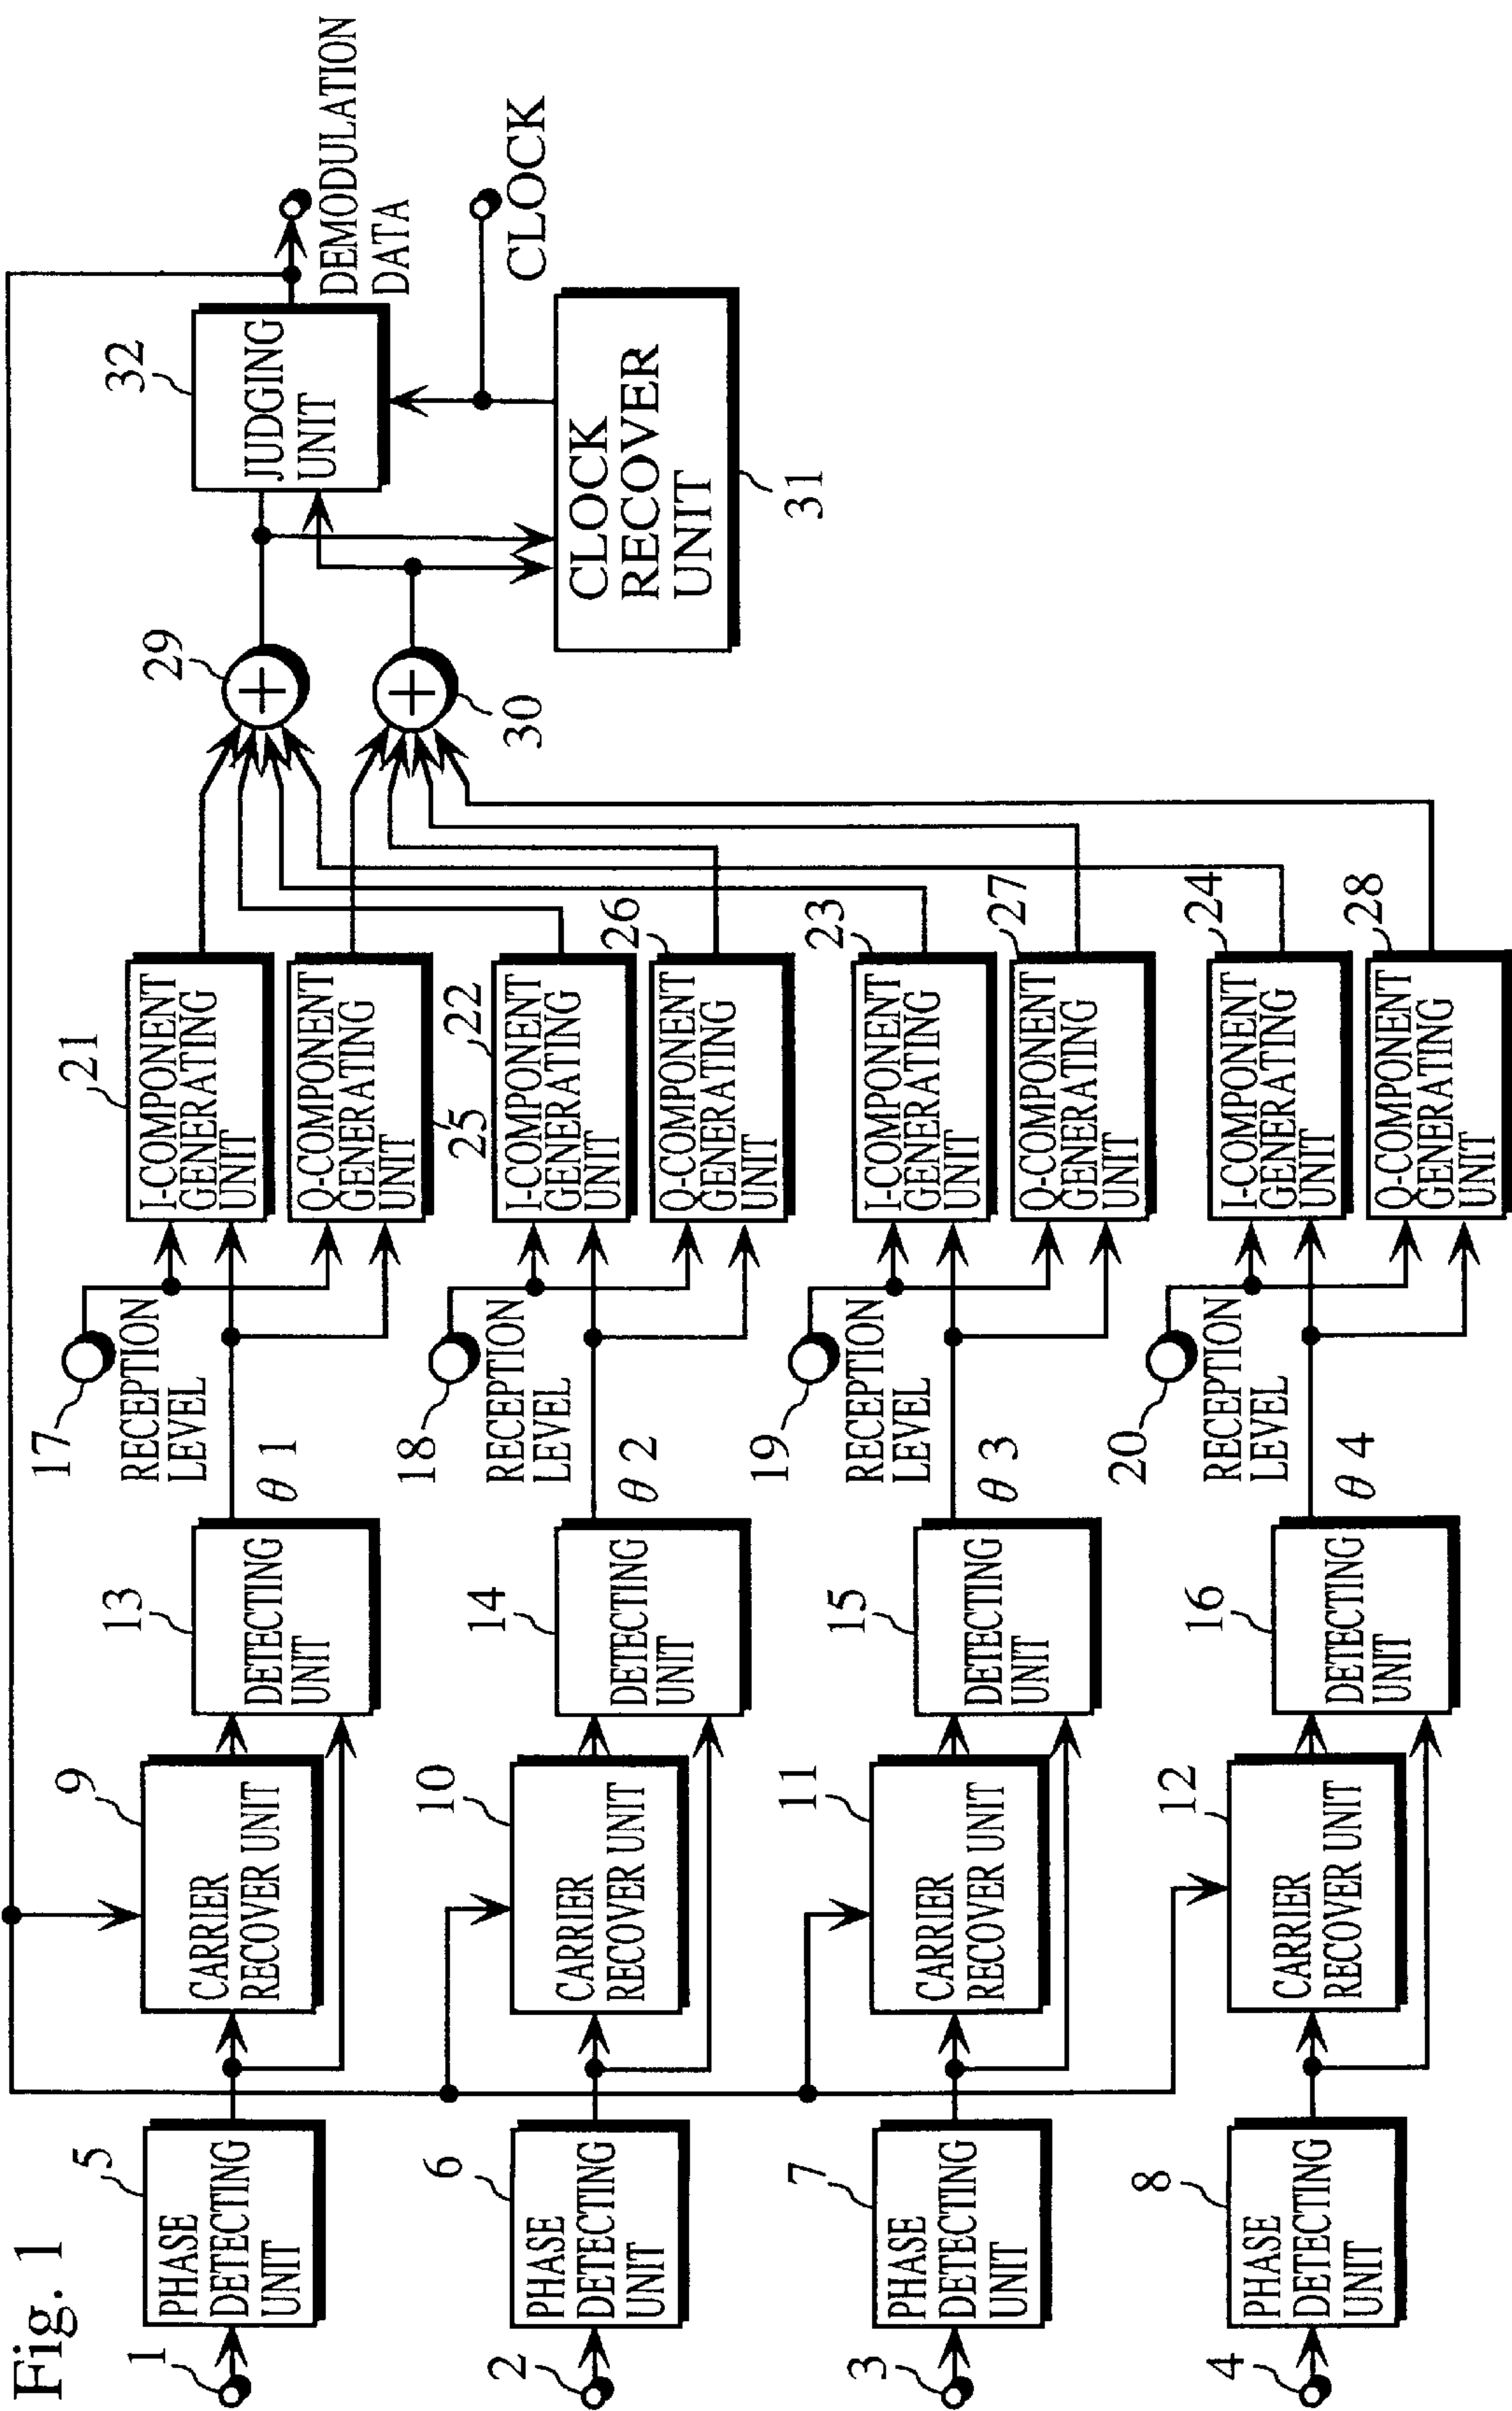 Fig. 1
1
5
PHASE
DETECTING
UNIT
9
CARRIER
RECOVER UNIT
13
DETECTING
UNIT
θ 1
17
RECEPTION
LEVEL
21
I-COMPONENT
GENERATING
UNIT
Q-COMPONENT
GENERATING
UNIT
25
2
6
PHASE
DETECTING
UNIT
10
CARRIER
RECOVER UNIT
14
DETECTING
UNIT
θ 2
18
RECEPTION
LEVEL
22
I-COMPONENT
GENERATING
UNIT
26
Q-COMPONENT
GENERATING
UNIT
3
7
PHASE
DETECTING
UNIT
11
CARRIER
RECOVER UNIT
15
DETECTING
UNIT
θ 3
19
RECEPTION
LEVEL
23
I-COMPONENT
GENERATING
UNIT
27
Q-COMPONENT
GENERATING
UNIT
4
8
PHASE
DETECTING
UNIT
12
CARRIER
RECOVER UNIT
16
DETECTING
UNIT
θ 4
20
RECEPTION
LEVEL
24
I-COMPONENT
GENERATING
UNIT
28
Q-COMPONENT
GENERATING
UNIT
29
30
32
JUDGING
UNIT
DEMODULATION
DATA
CLOCK
CLOCK
RECOVER
UNIT
31